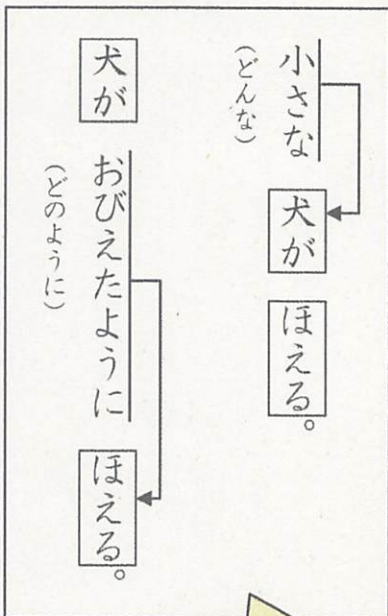 小さな 犬が ほえる。
(どんな)
犬が おびえたように ほえる。
(どのように)